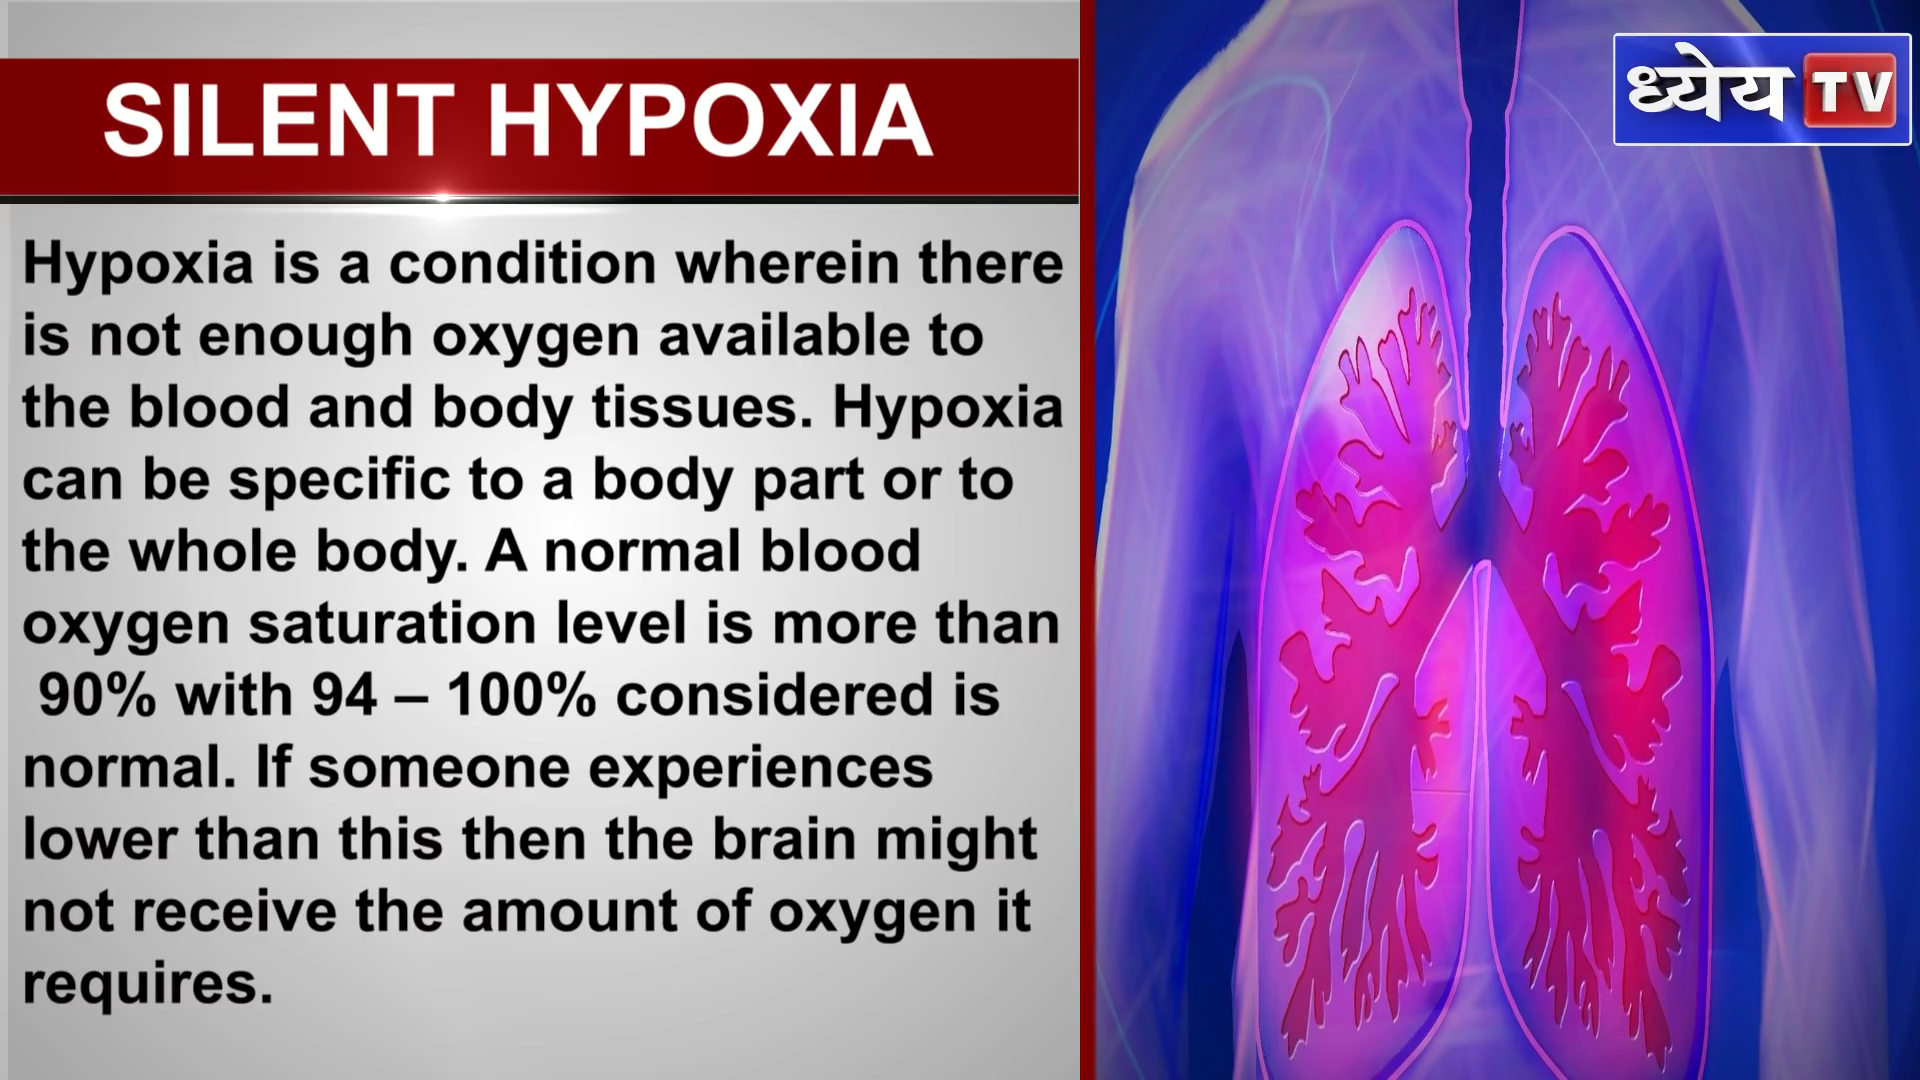 SILENT HYPOXIA
ध्येय TV
Hypoxia is a condition wherein there
is not enough oxygen available to
the blood and body tissues. Hypoxia
can be specific to a body part or to
the whole body. A normal blood
oxygen saturation level is more than
90% with 94 – 100% considered is
normal. If someone experiences
lower than this then the brain might
not receive the amount of oxygen it
requires.